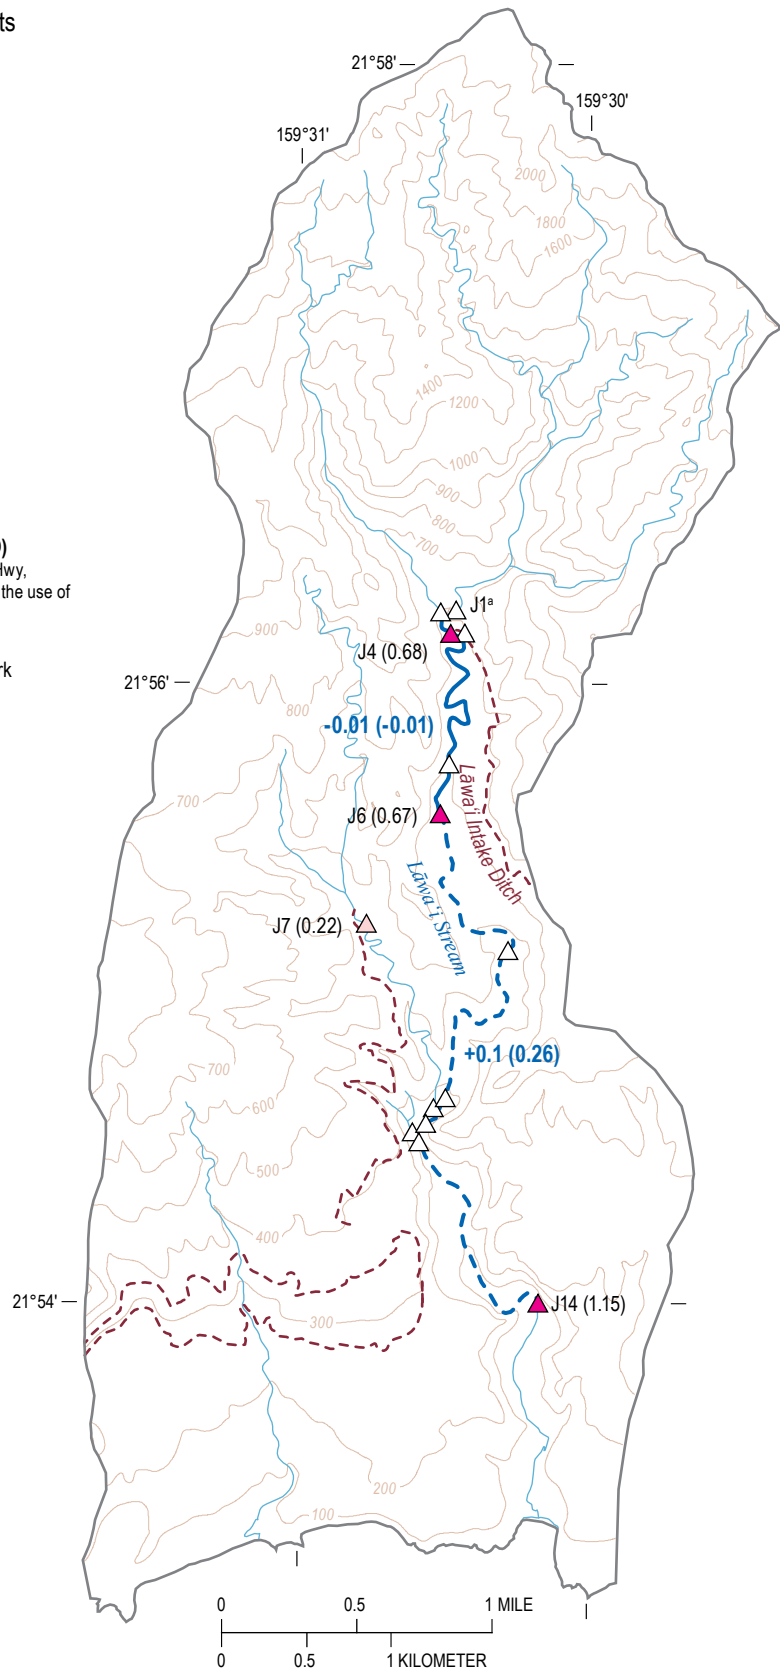 ts
21°58'
159°30'
159°31'
2000
1800
1600
1400
1200
1000
900
800
700
)
Hwy,
the use of
J1ᵃ
900
J4 (0.68)
rk
21°56'
800
-0.01 (-0.01)
Lāwaʻi Intake Ditch
700
J6 (0.67)
Lāwaʻi Stream
J7 (0.22)
+0.1 (0.26)
700
600
500
400
21°54'
J14 (1.15)
300
200
100
0 0.5 1 MILE
0 0.5 1 KILOMETER